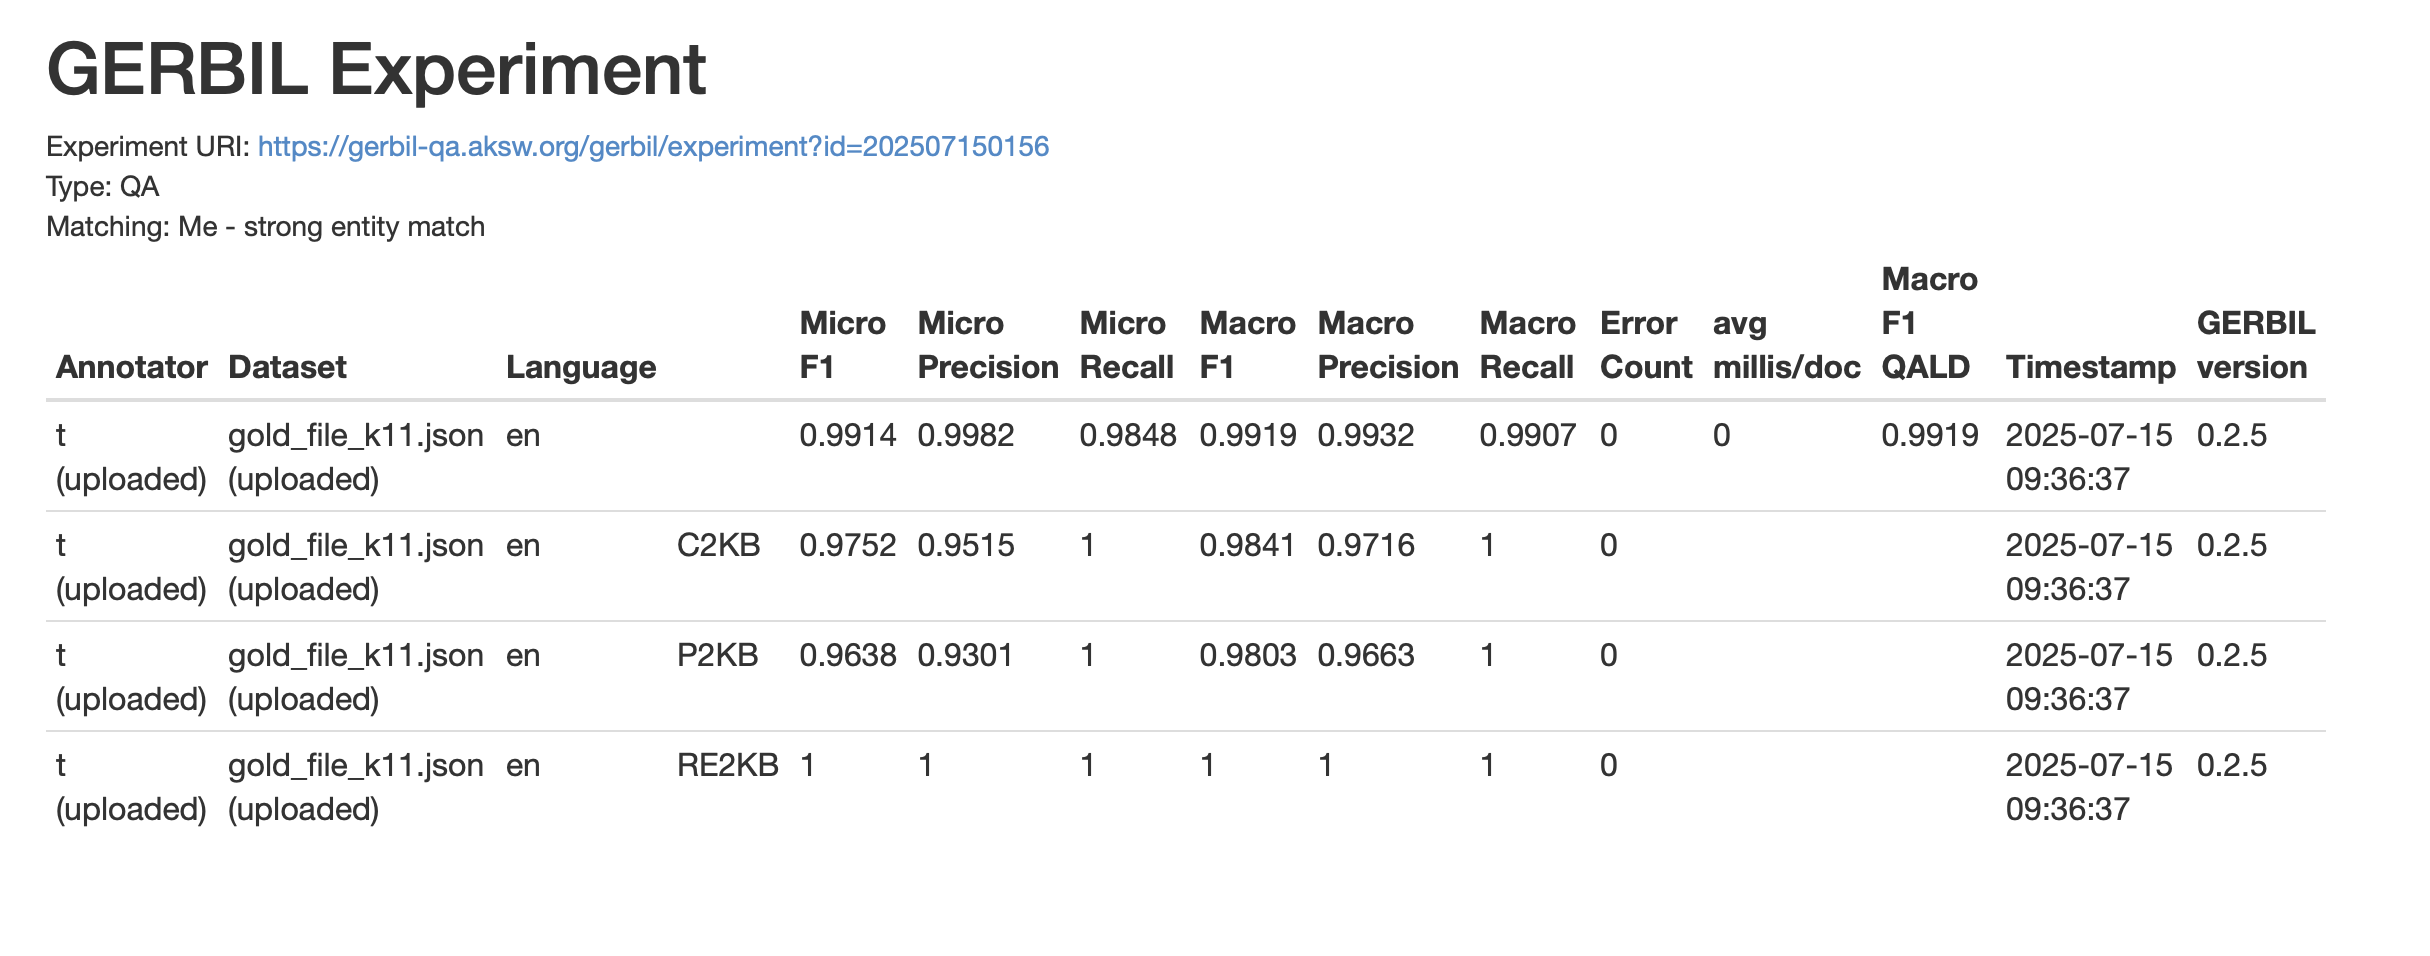 GERBIL Experiment
Experiment URI: https://gerbil-qa.aksw.org/gerbil/experiment?id=202507150156
Type: QA
Matching: Me - strong entity match
Macro
Micro Micro Micro Macro Macro Macro Error avg F1 GERBIL
Annotator Dataset Language F1 Precision Recall F1 Precision Recall Count millis/doc QALD Timestamp version
t gold_file_k11.json en 0.9914 0.9982 0.9848 0.9919 0.9932 0.9907 0 0 0.9919 2025-07-15 0.2.5
(uploaded) (uploaded) 09:36:37
t gold_file_k11.json en C2KB 0.9752 0.9515 1 0.9841 0.9716 1 0 2025-07-15 0.2.5
(uploaded) (uploaded) 09:36:37
t gold_file_k11.json en P2KB 0.9638 0.9301 1 0.9803 0.9663 1 0 2025-07-15 0.2.5
(uploaded) (uploaded) 09:36:37
t gold_file_k11.json en RE2KB 1 1 1 1 1 1 0 2025-07-15 0.2.5
(uploaded) (uploaded) 09:36:37